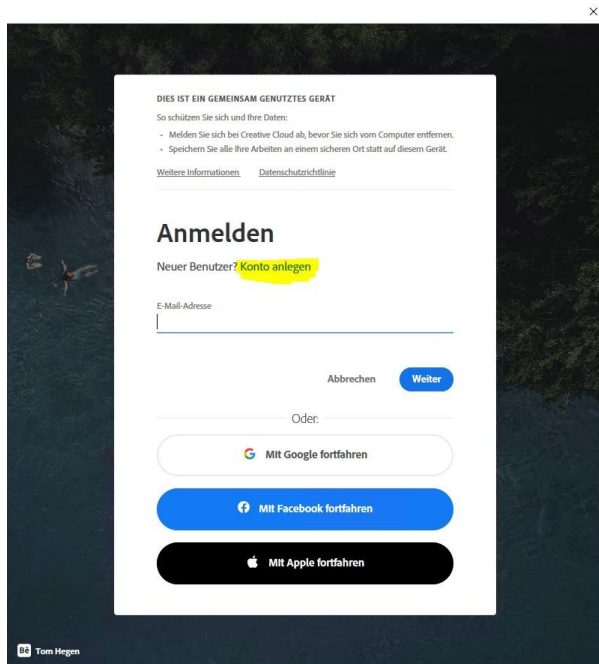 DIES IST EIN GEMEINSAM GENUTZTES GERÄT
So schützen Sie sich und Ihre Daten:
• Melden Sie sich bei Creative Cloud ab, bevor Sie sich vom Computer entfernen.
• Speichern Sie alle Ihre Arbeiten an einem sicheren Ort statt auf diesem Gerät.
Weitere Informationen Datenschutzrichtlinie
Anmelden
Neuer Benutzer? Konto anlegen
E-Mail-Adresse
Abbrechen Weiter
Oder:
G Mit Google fortfahren
Mit Facebook fortfahren
Mit Apple fortfahren
Bē Tom Hegen